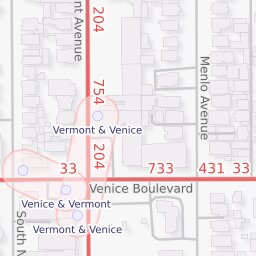 nt Avenue
204
754
Menlo Avenue
Vermont & Venice
204
33
733
431 33
Venice Boulevard
Venice & Vermont
South N
Vermont & Venice